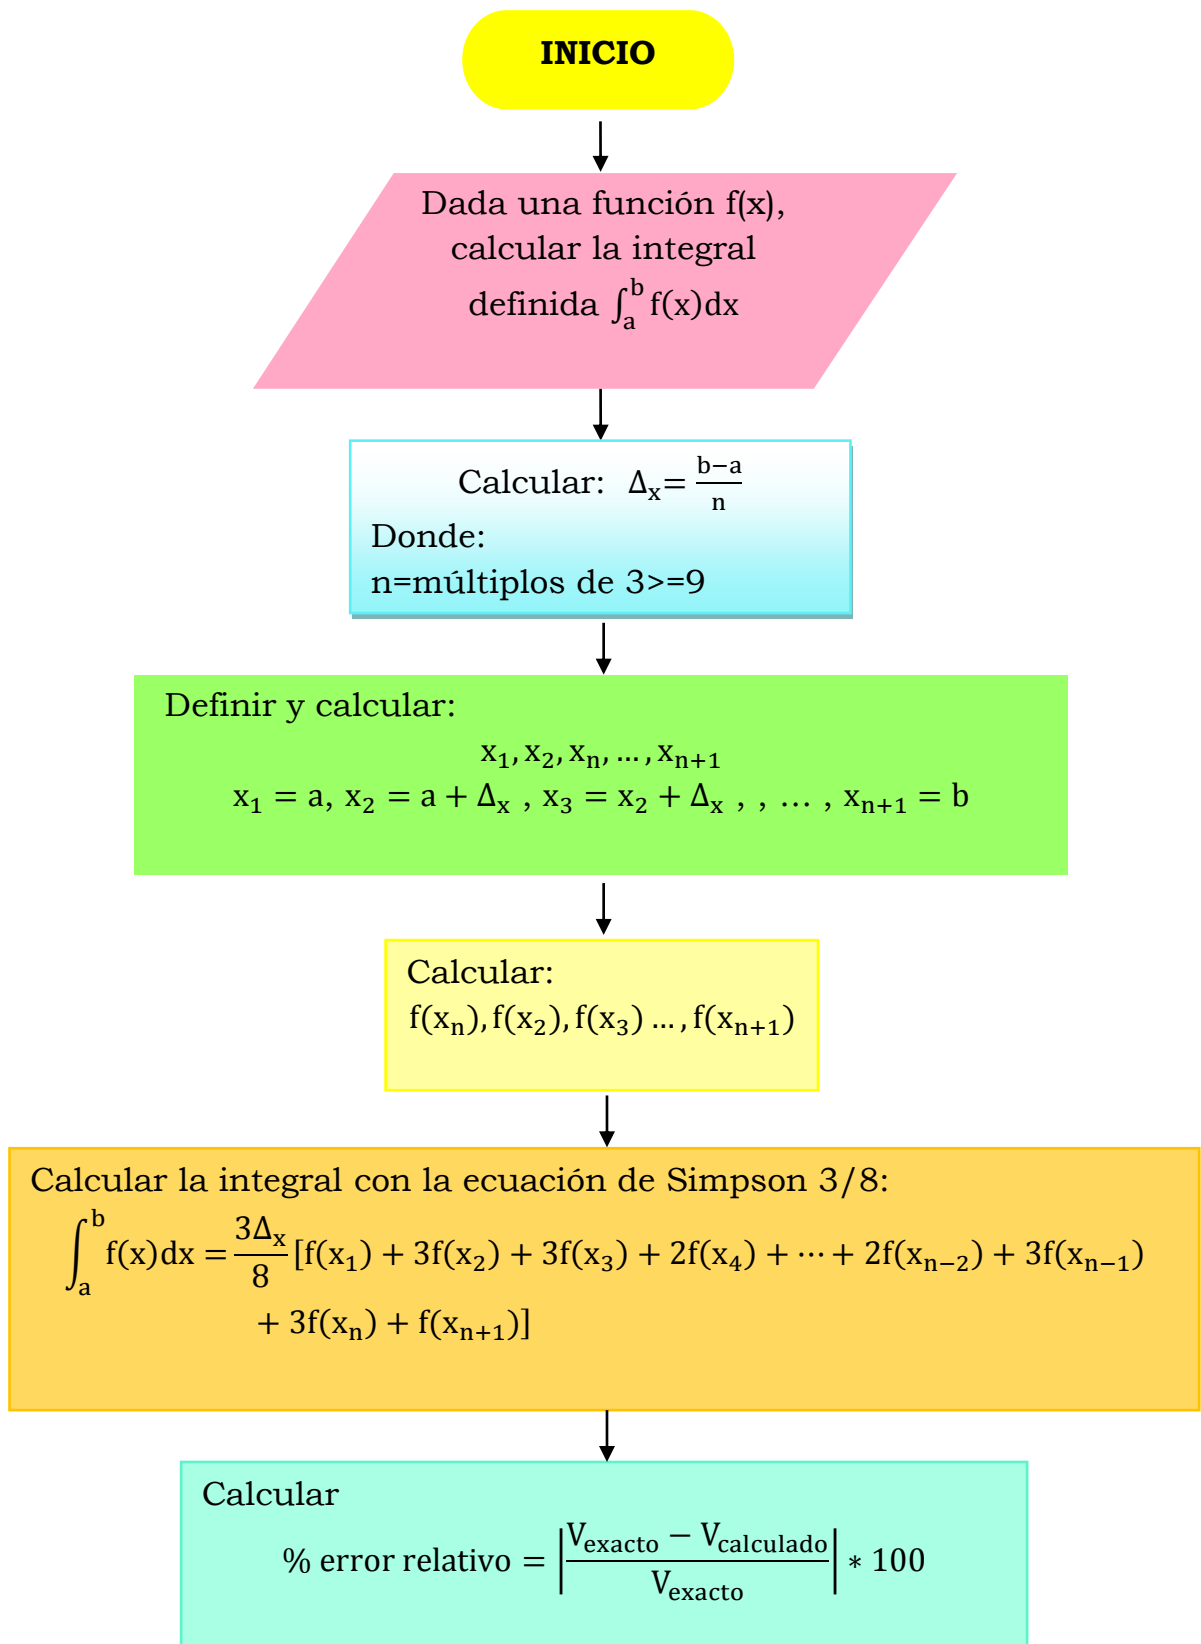 INICIO
Dada una función f(x),
calcular la integral
definida ∫ₐᵇ f(x)dx
Calcular: Δₓ= (b−a)/n
Donde:
n=múltiplos de 3>=9
Definir y calcular:
x₁, x₂, xₙ, … , xₙ₊₁
x₁ = a, x₂ = a + Δₓ , x₃ = x₂ + Δₓ , , … , xₙ₊₁ = b
Calcular:
f(xₙ), f(x₂), f(x₃) … , f(xₙ₊₁)
Calcular la integral con la ecuación de Simpson 3/8:
∫ₐᵇ f(x)dx = 3Δₓ/8 [f(x₁) + 3f(x₂) + 3f(x₃) + 2f(x₄) + ⋯ + 2f(xₙ₋₂) + 3f(xₙ₋₁)
+ 3f(xₙ) + f(xₙ₊₁)]
Calcular
% error relativo = |(V_exacto − V_calculado)/V_exacto| ∗ 100